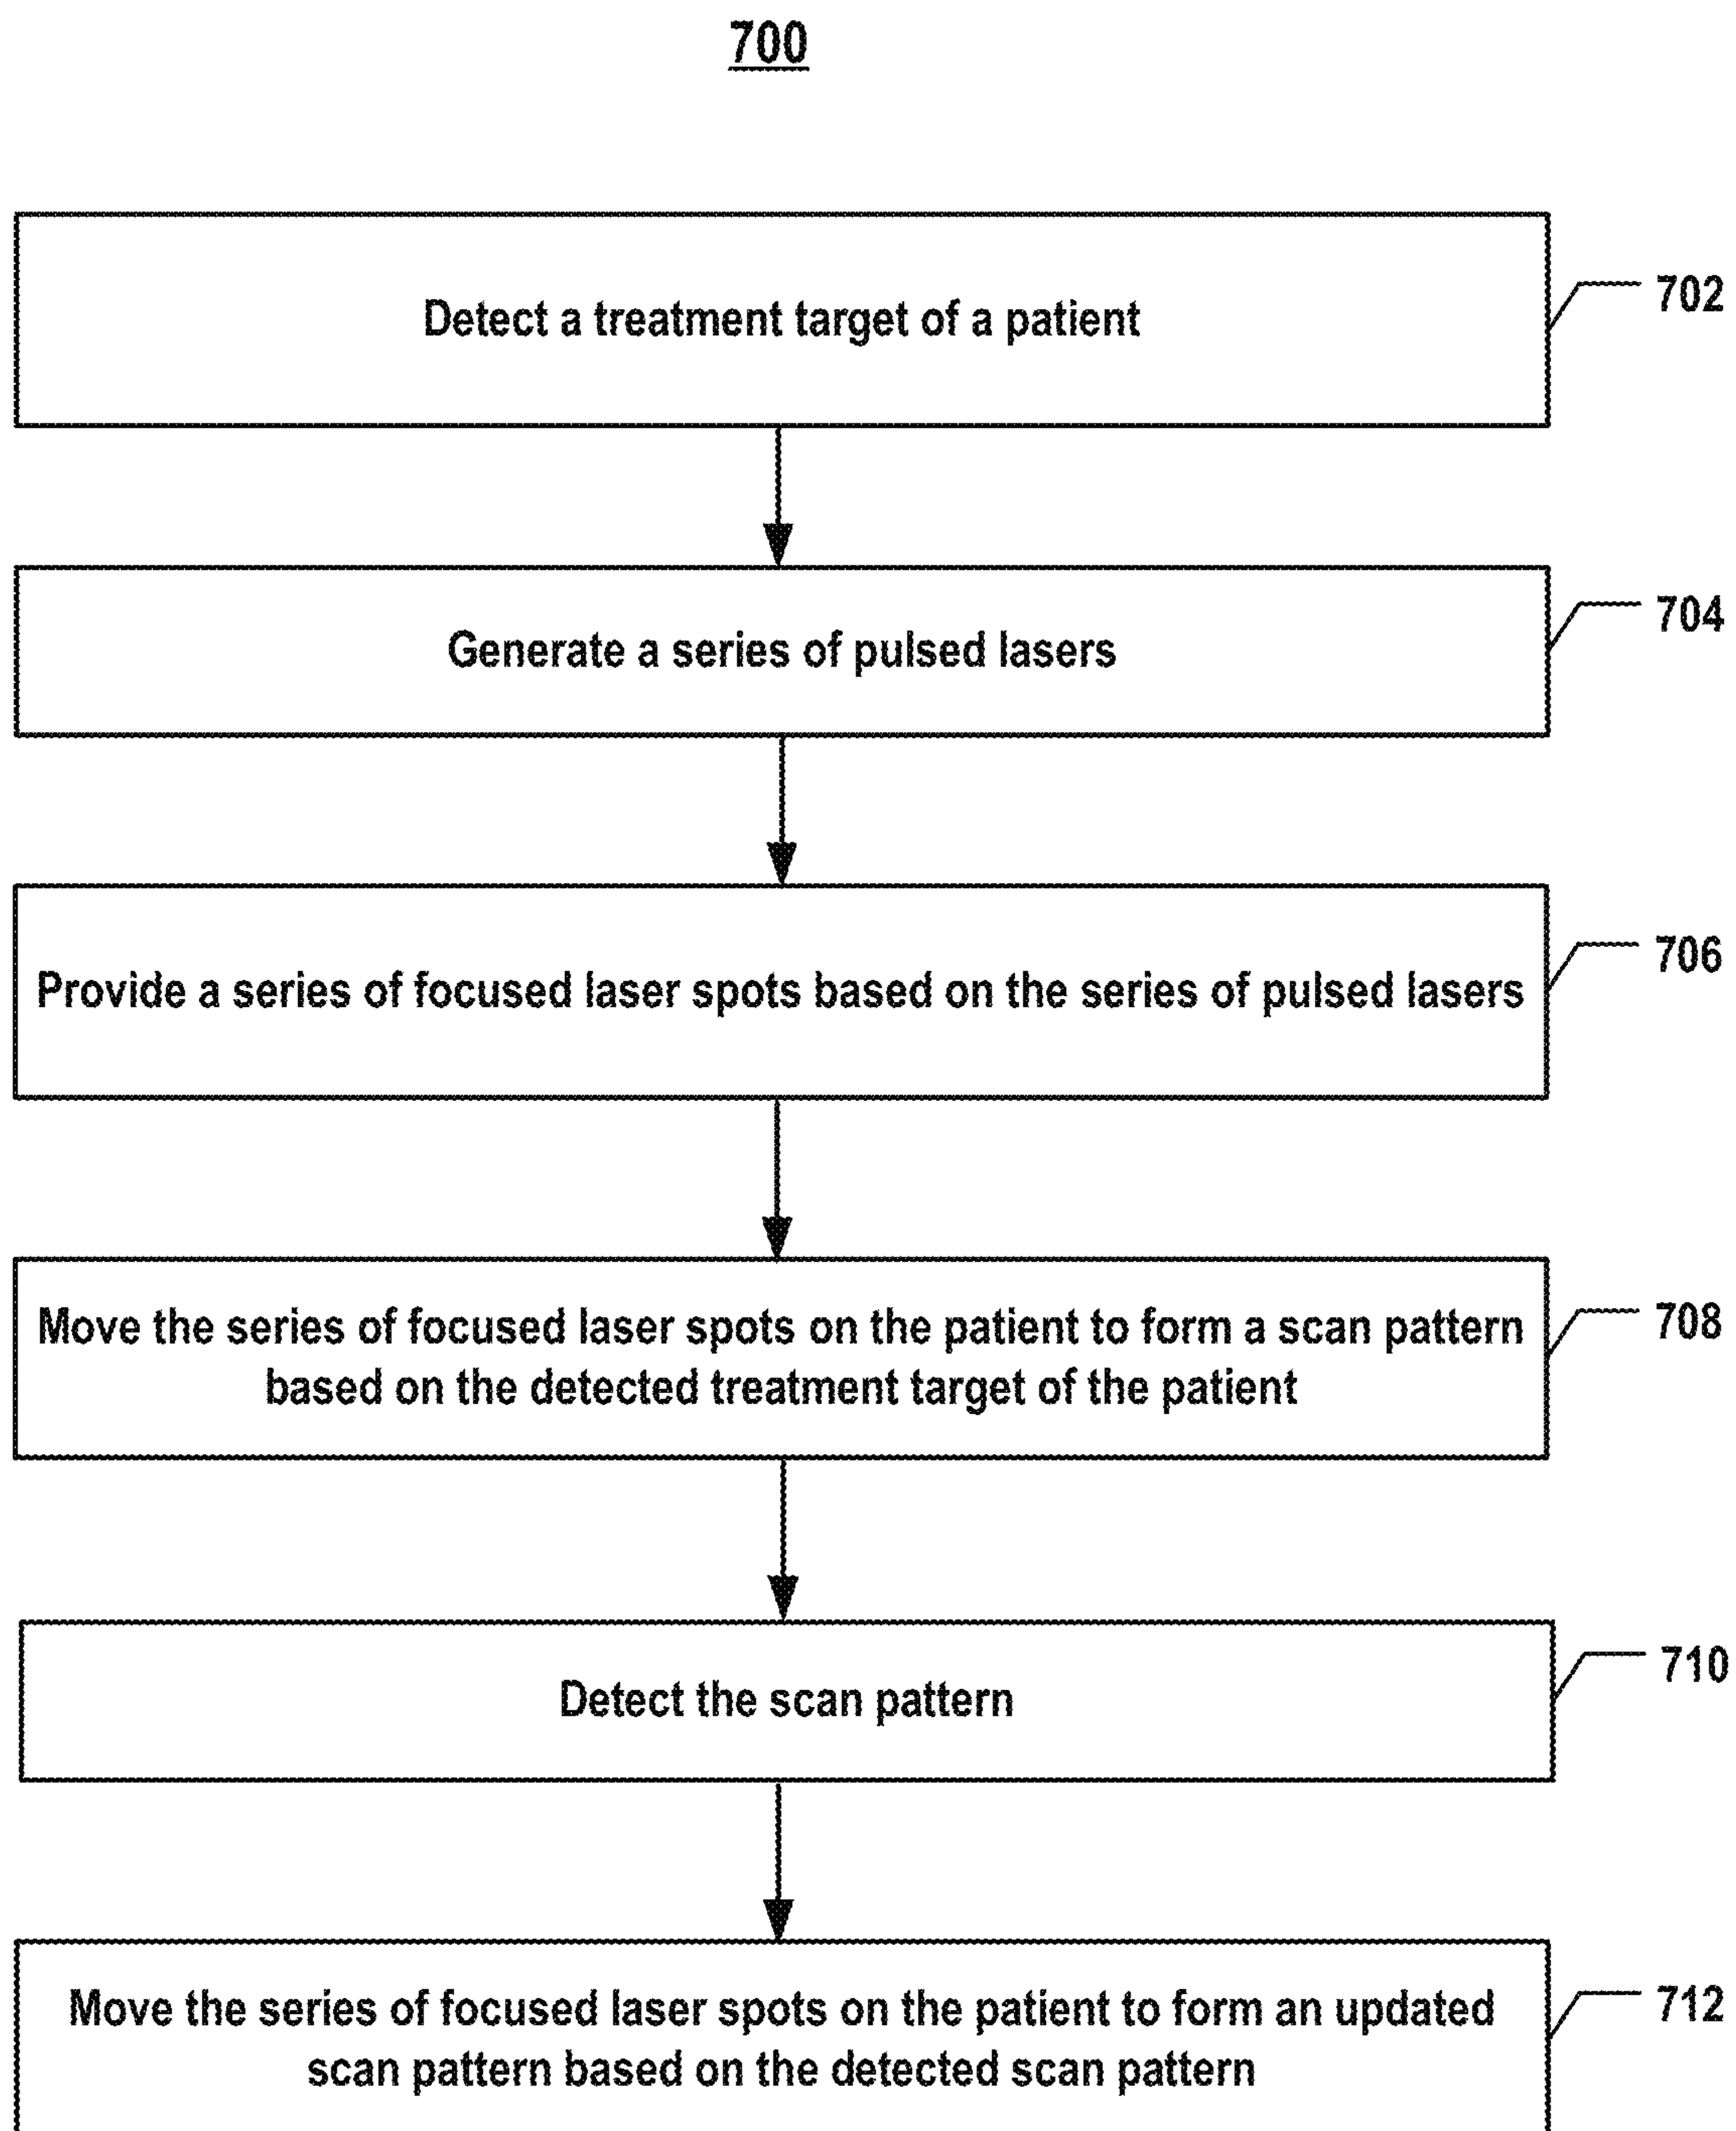 700
Detect a treatment target of a patient
702
Generate a series of pulsed lasers
704
Provide a series of focused laser spots based on the series of pulsed lasers
706
Move the series of focused laser spots on the patient to form a scan pattern
based on the detected treatment target of the patient
708
Detect the scan pattern
710
Move the series of focused laser spots on the patient to form an updated
scan pattern based on the detected scan pattern
712